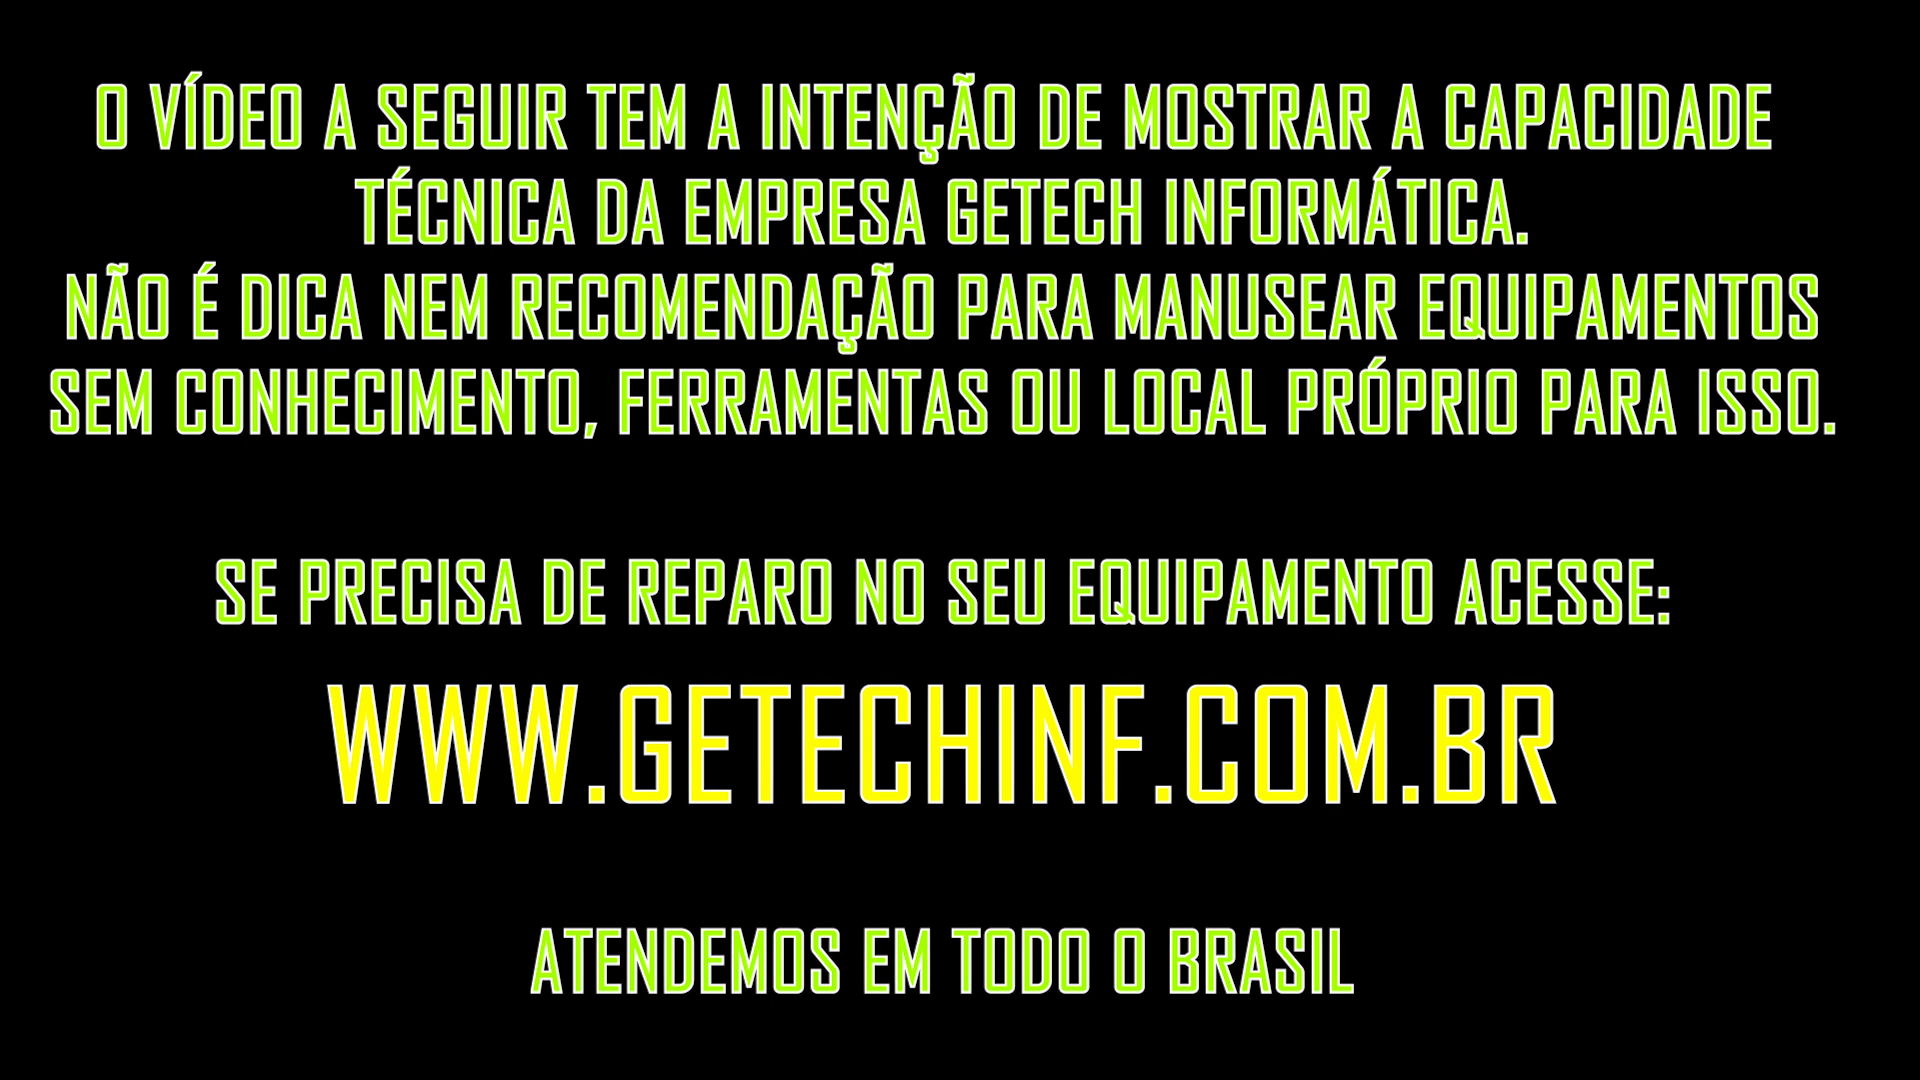 O VÍDEO A SEGUIR TEM A INTENÇÃO DE MOSTRAR A CAPACIDADE
TÉCNICA DA EMPRESA GETECH INFORMÁTICA.
NÃO É DICA NEM RECOMENDAÇÃO PARA MANUSEAR EQUIPAMENTOS
SEM CONHECIMENTO, FERRAMENTAS OU LOCAL PRÓPRIO PARA ISSO.
SE PRECISA DE REPARO NO SEU EQUIPAMENTO ACESSE:
WWW.GETECHINF.COM.BR
ATENDEMOS EM TODO O BRASIL